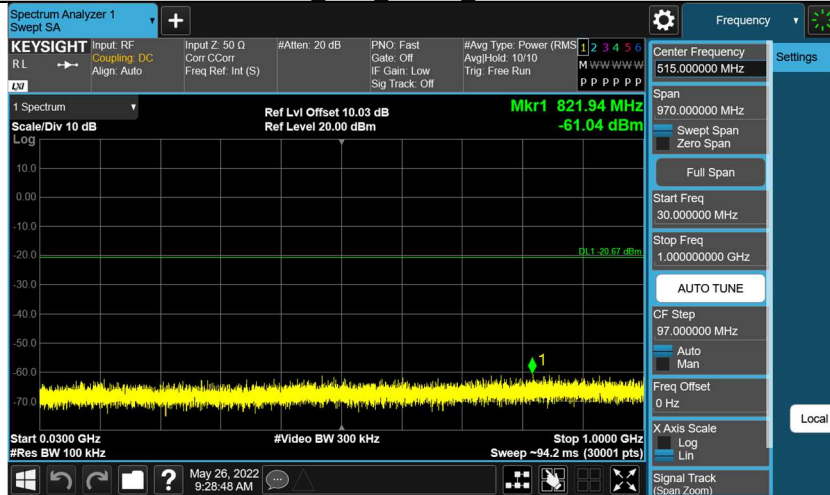 Spectrum Analyzer 1
Swept SA
Frequency
KEYSIGHT
RL
LXI
Input: RF
Coupling: DC
Align: Auto
Input Z: 50 Ω
Corr CCorr
Freq Ref: Int (S)
#Atten: 20 dB
PNO: Fast
Gate: Off
IF Gain: Low
Sig Track: Off
#Avg Type: Power (RMS
Avg|Hold: 10/10
Trig: Free Run
1 2 3 4 5 6
M W W W W W
P P P P P P
Center Frequency
515.000000 MHz
Settings
Span
970.000000 MHz
Swept Span
Zero Span
Full Span
Start Freq
30.000000 MHz
Stop Freq
1.000000000 GHz
AUTO TUNE
CF Step
97.000000 MHz
Auto
Man
Freq Offset
0 Hz
X Axis Scale
Log
Lin
Local
Signal Track
(Span Zoom)
1 Spectrum
Scale/Div 10 dB
Log
Ref Lvl Offset 10.03 dB
Ref Level 20.00 dBm
Mkr1 821.94 MHz
-61.04 dBm
10.0
0.00
-10.0
-20.0
DL1 -20.67 dBm
-30.0
-40.0
-50.0
-60.0
1
-70.0
Start 0.0300 GHz
#Video BW 300 kHz
Stop 1.0000 GHz
#Res BW 100 kHz
Sweep ~94.2 ms (30001 pts)
?
May 26, 2022
9:28:48 AM